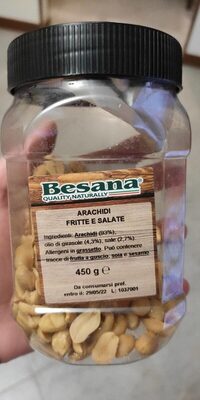 Besana
QUALITY, NATURALLY
ARACHIDI
FRITTE E SALATE
Ingredienti: Arachidi (93%),
olio di girasole (4,3%), sale (2,7%)
Allergeni in grassetto. Può contenere
tracce di frutta a guscio, soia e sesamo
450 g e
Da consumarsi pref.
entro il: 29/05/22 L: 1037001